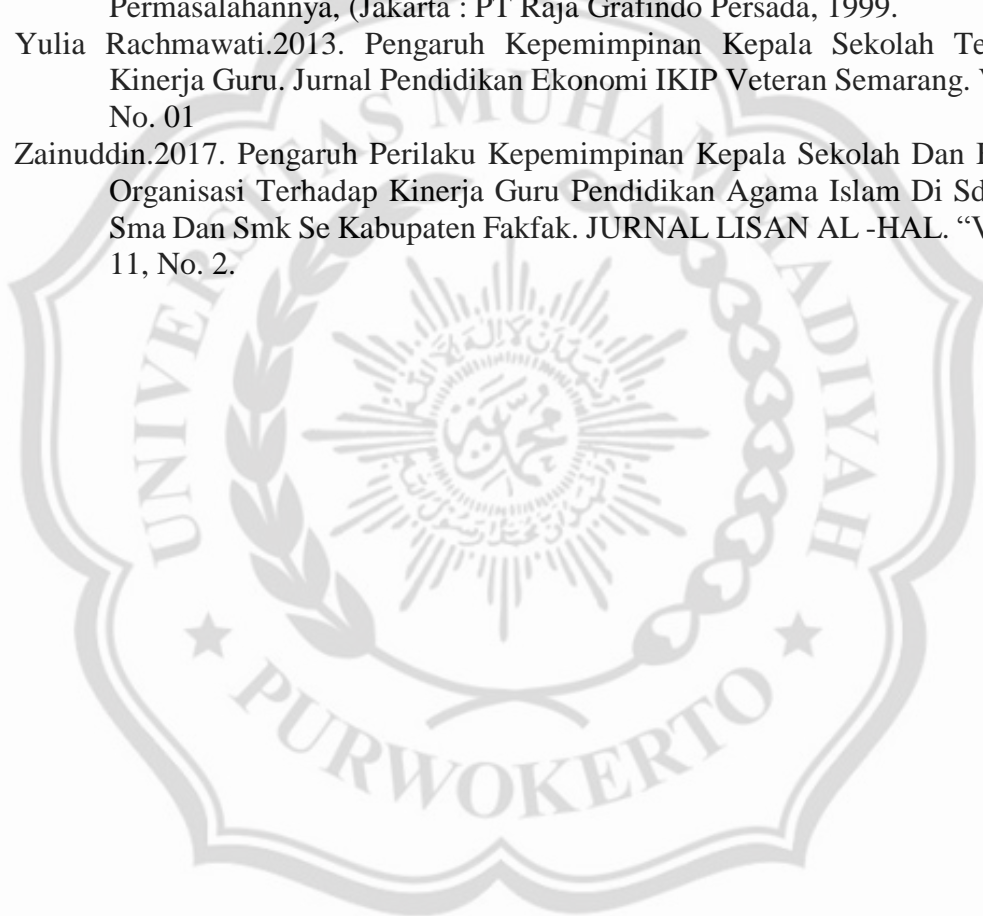 Permasalahannya, (Jakarta : PT Raja Grafindo Persada, 1999.
Yulia Rachmawati.2013. Pengaruh Kepemimpinan Kepala Sekolah
Kinerja Guru. Jurnal Pendidikan Ekonomi IKIP Veteran Semarang.
No. 01
Zainuddin.2017. Pengaruh Perilaku Kepemimpinan Kepala Sekolah Dan
Organisasi Terhadap Kinerja Guru Pendidikan Agama Islam Di
Sma Dan Smk Se Kabupaten Fakfak. JURNAL LISAN AL -HAL.
11, No. 2.
UNIVERSITAS MUHAMMADIYAH
PURWOKERTO
محمد